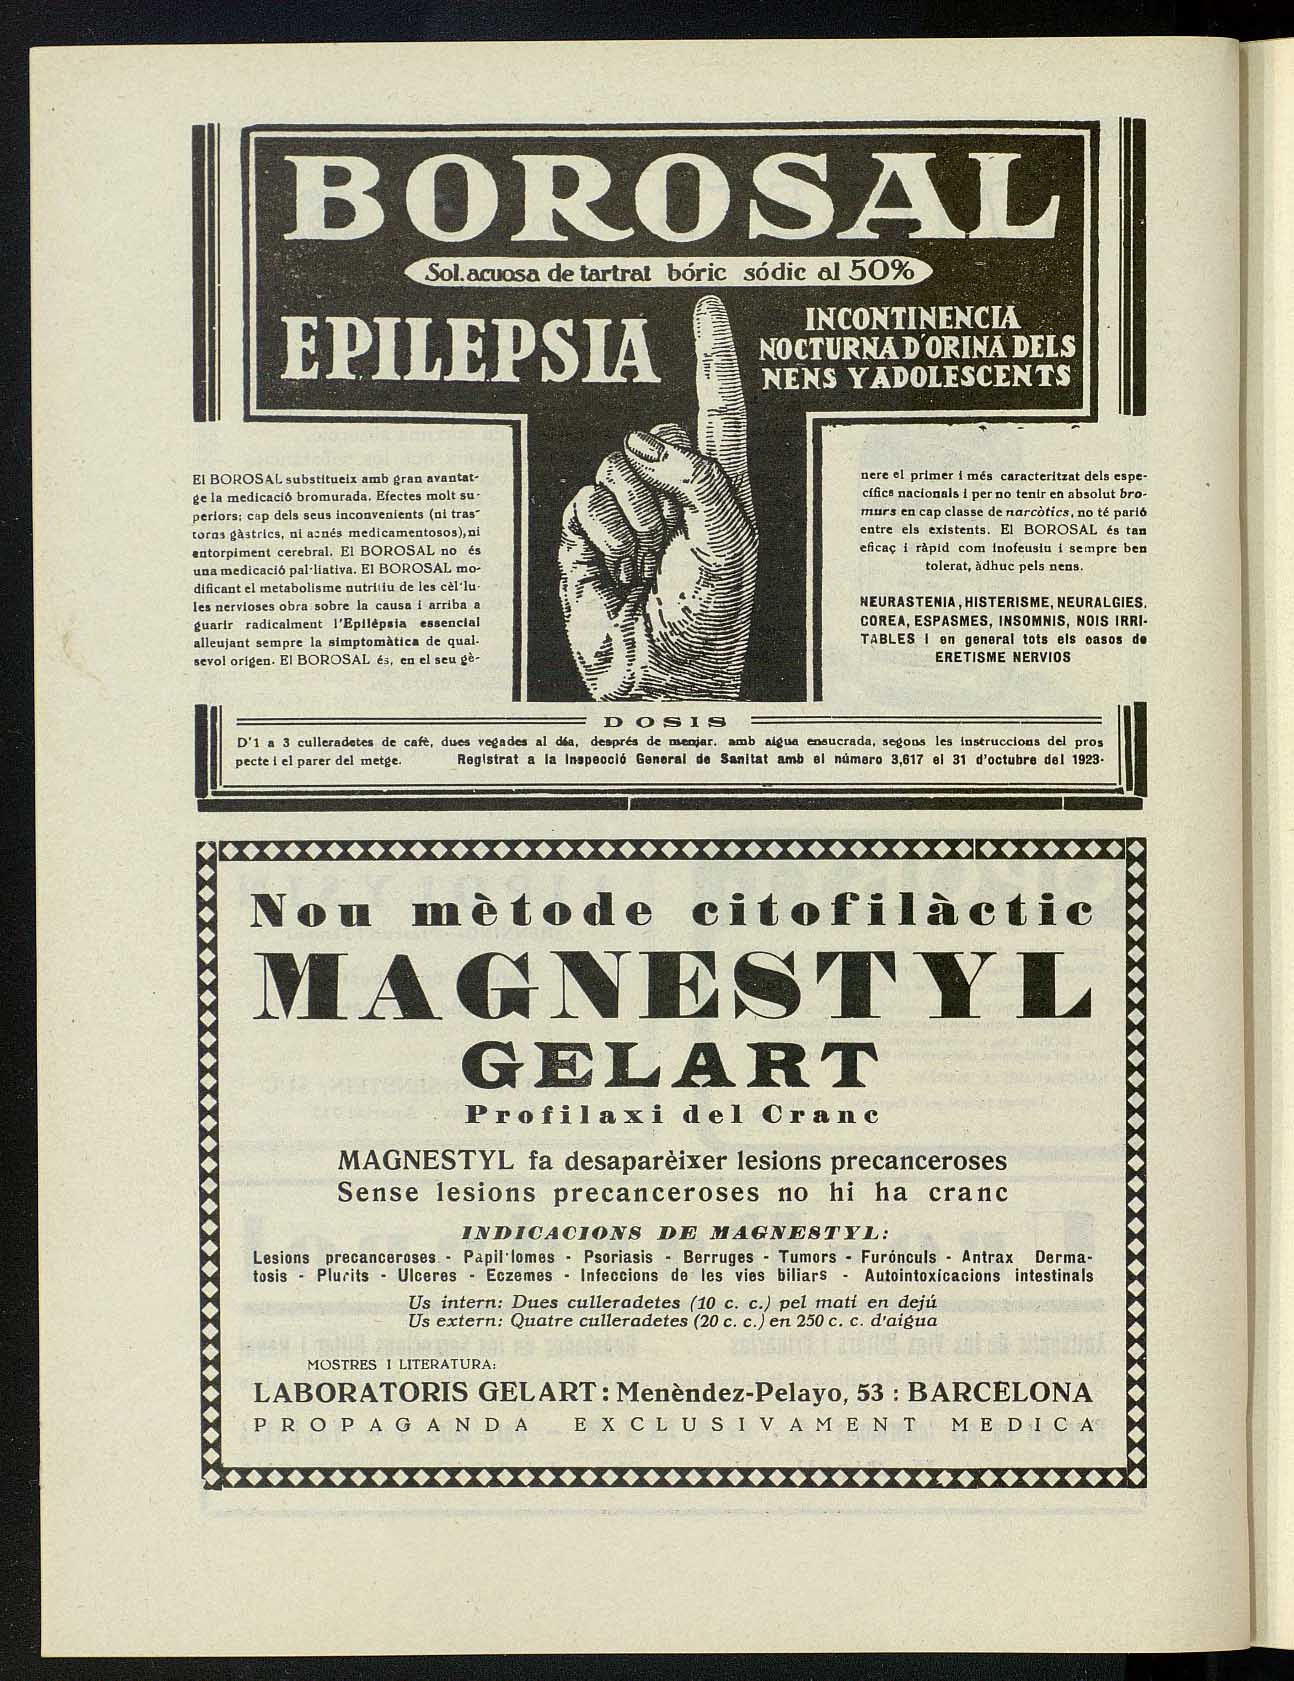 BOROSAL
Sol. acuosa de tartrat bóric sódic al 50%
EPILEPSIA
INCONTINENCIA
NOCTURNA D'ORINA DELS
NENS Y ADOLESCENTS
El BOROSAL substitueix amb gran avantat-
ge la medicació bromurada. Efectes molt su-
periors; cap dels seus inconvenients (ni tras-
torns gàstrics, ni acnés medicamentosos), ni
entorpiment cerebral. El BOROSAL no és
una medicació pal·liativa. El BOROSAL mo-
dificant el metabolisme nutritiu de les cèl·lu-
les nervioses obra sobre la causa i arriba a
guarir radicalment l'Epilèpsia essencial
alleujant sempre la simptomàtica de qual-
sevol origen. El BOROSAL és, en el seu gè-
nere el primer i més caracteritzat dels espe-
cífics nacionals i per no tenir en absolut bro-
murs en cap classe de narcòtics, no té parió
entre els existents. El BOROSAL és tan
eficaç i ràpid com inofensiu i sempre ben
tolerat, àdhuc pels nens.
NEURASTENIA, HISTERISME, NEURALGIES,
COREA, ESPASMES, INSOMNIS, NOIS IRRI-
TABLES I en general tots els casos de
ERETISME NERVIOS
DOSIS
D'1 a 3 culleradetes de cafè, dues vegades al día, després de menjar, amb aigua ensucrada, segons les instruccions del pros
pecte i el parer del metge. Registrat a la Inspecció General de Sanitat amb el número 3,617 el 31 d'octubre del 1923.
Nou mètode citofilàctic
MAGNESTYL
GELART
Profilaxi del Cranc
MAGNESTYL fa desaparèixer lesions precanceroses
Sense lesions precanceroses no hi ha cranc
INDICACIONS DE MAGNESTYL:
Lesions precanceroses - Papil·lomes - Psoriasis - Berruges - Tumors - Furónculs - Antrax Derma-
tosis - Plurits - Ulceres - Eczemes - Infeccions de les vies biliars - Autointoxicacions intestinals
Us intern: Dues culleradetes (10 c. c.) pel matí en dejú
Us extern: Quatre culleradetes (20 c. c.) en 250 c. c. d'aigua
MOSTRES I LITERATURA:
LABORATORIS GELART: Menèndez-Pelayo, 53 : BARCELONA
PROPAGANDA EXCLUSIVAMENT MEDICA